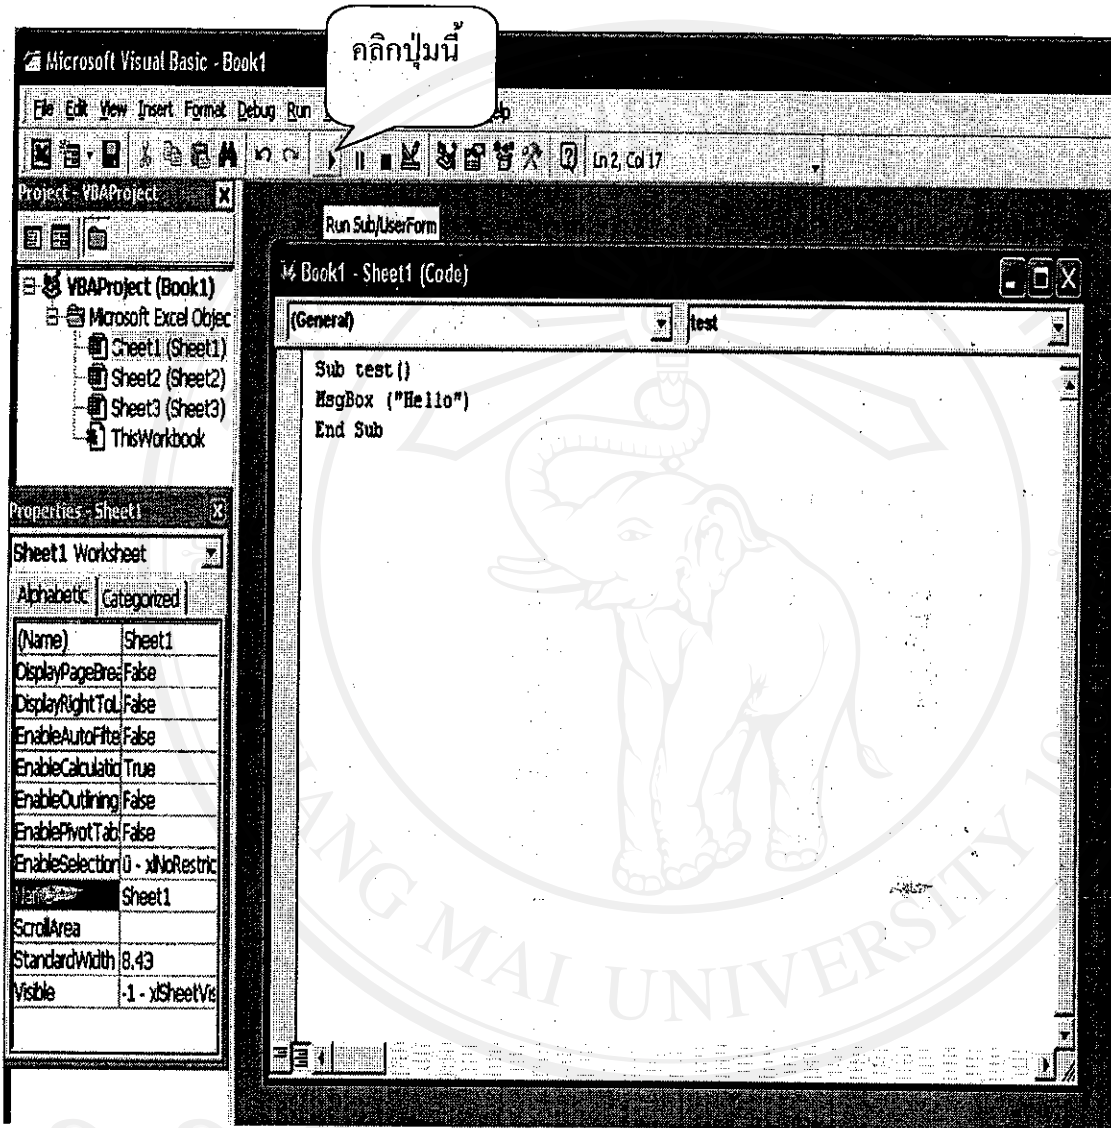 คลิกปุ่มนี้
Microsoft Visual Basic - Book1
File Edit View Insert Format Debug Run
Ln 2, Col 17
Project - VBAProject
Run Sub/UserForm
VBAProject (Book1)
Microsoft Excel Objec
Sheet1 (Sheet1)
Sheet2 (Sheet2)
Sheet3 (Sheet3)
ThisWorkbook
Book1 - Sheet1 (Code)
(General)
test
Sub test()
MsgBox ("Hello")
End Sub
Properties - Sheet1
Sheet1 Worksheet
Alphabetic Categorized
(Name) Sheet1
DisplayPageBrea False
DisplayRightToL False
EnableAutoFilte False
EnableCalculatio True
EnableOutlining False
EnablePivotTab False
EnableSelection 0 - xlNoRestric
Sheet1
ScrollArea
StandardWidth 8.43
Visible -1 - xlSheetVis
ANG MAI UNIVERSITY